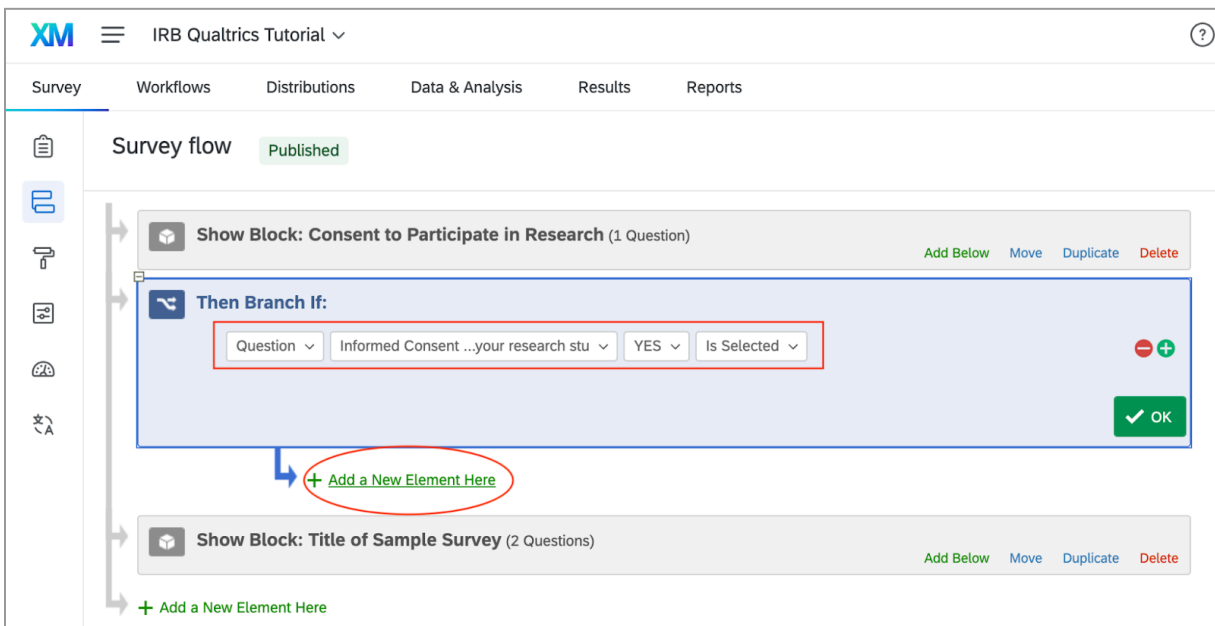 XM IRB Qualtrics Tutorial ?
Survey Workflows Distributions Data & Analysis Results Reports
Survey flow Published
Show Block: Consent to Participate in Research (1 Question)
Add Below Move Duplicate Delete
Then Branch If:
Question Informed Consent ...your research stu YES Is Selected
OK
+ Add a New Element Here
Show Block: Title of Sample Survey (2 Questions)
Add Below Move Duplicate Delete
+ Add a New Element Here